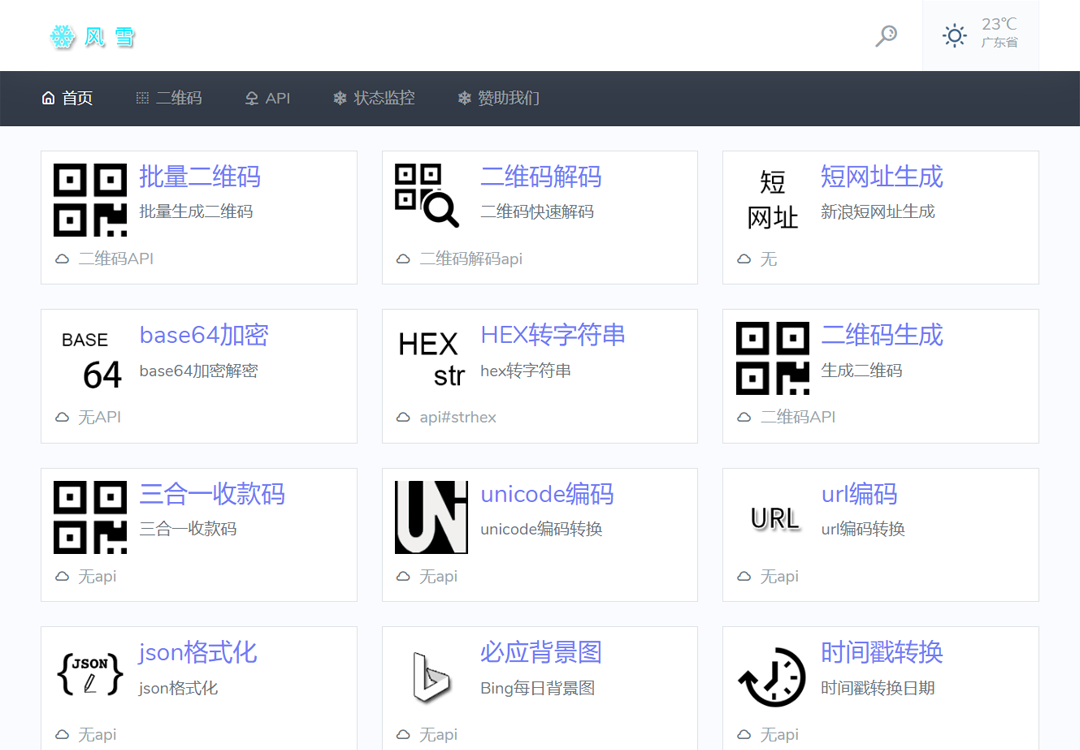 风 雪
23℃
广东省
首页 二维码 API 状态监控 赞助我们
批量二维码
批量生成二维码
二维码API
二维码解码
二维码快速解码
二维码解码api
短
网址
短网址生成
新浪短网址生成
无
BASE
64
base64加密
base64加密解密
无API
HEX
str
HEX转字符串
hex转字符串
api#strhex
二维码生成
生成二维码
二维码API
三合一收款码
三合一收款码
无api
UNI
unicode编码
unicode编码转换
无api
URL
url编码
url编码转换
无api
{JSON}
json格式化
json格式化
无api
必应背景图
Bing每日背景图
无api
时间戳转换
时间戳转换日期
无api